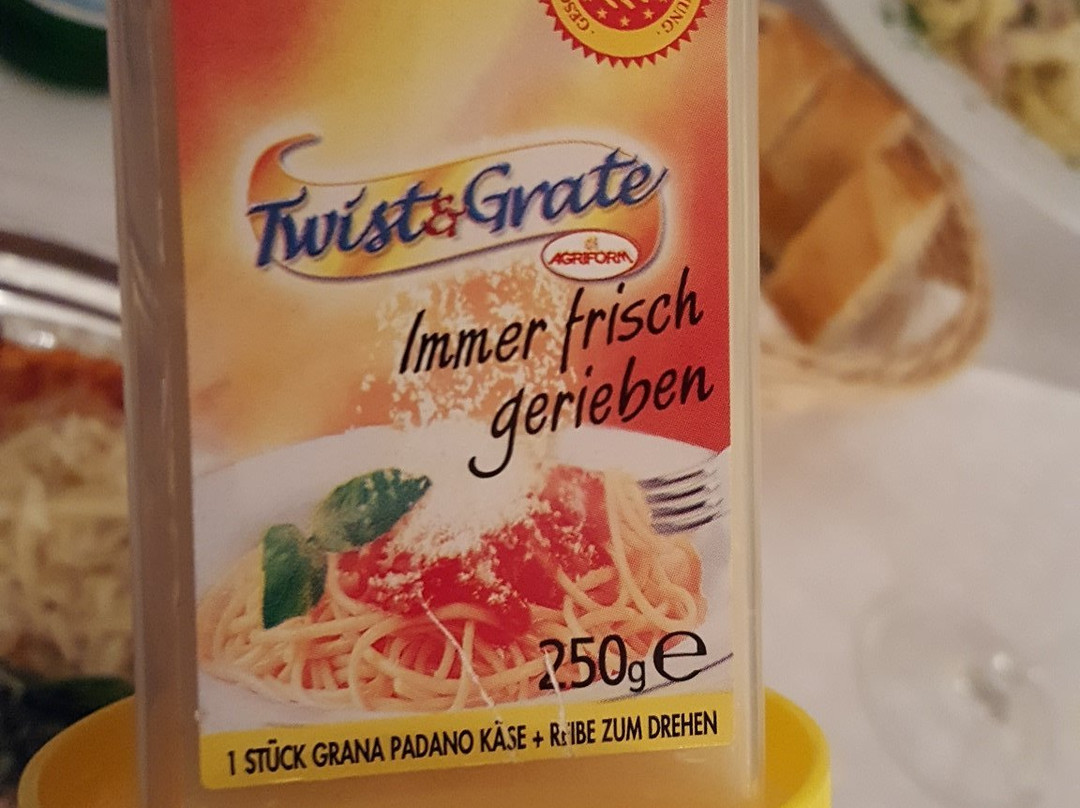 Twist&Grate
AGRIFORM
Immer frisch
gerieben
250g e
1 STÜCK GRANA PADANO KÄSE + REIBE ZUM DREHEN